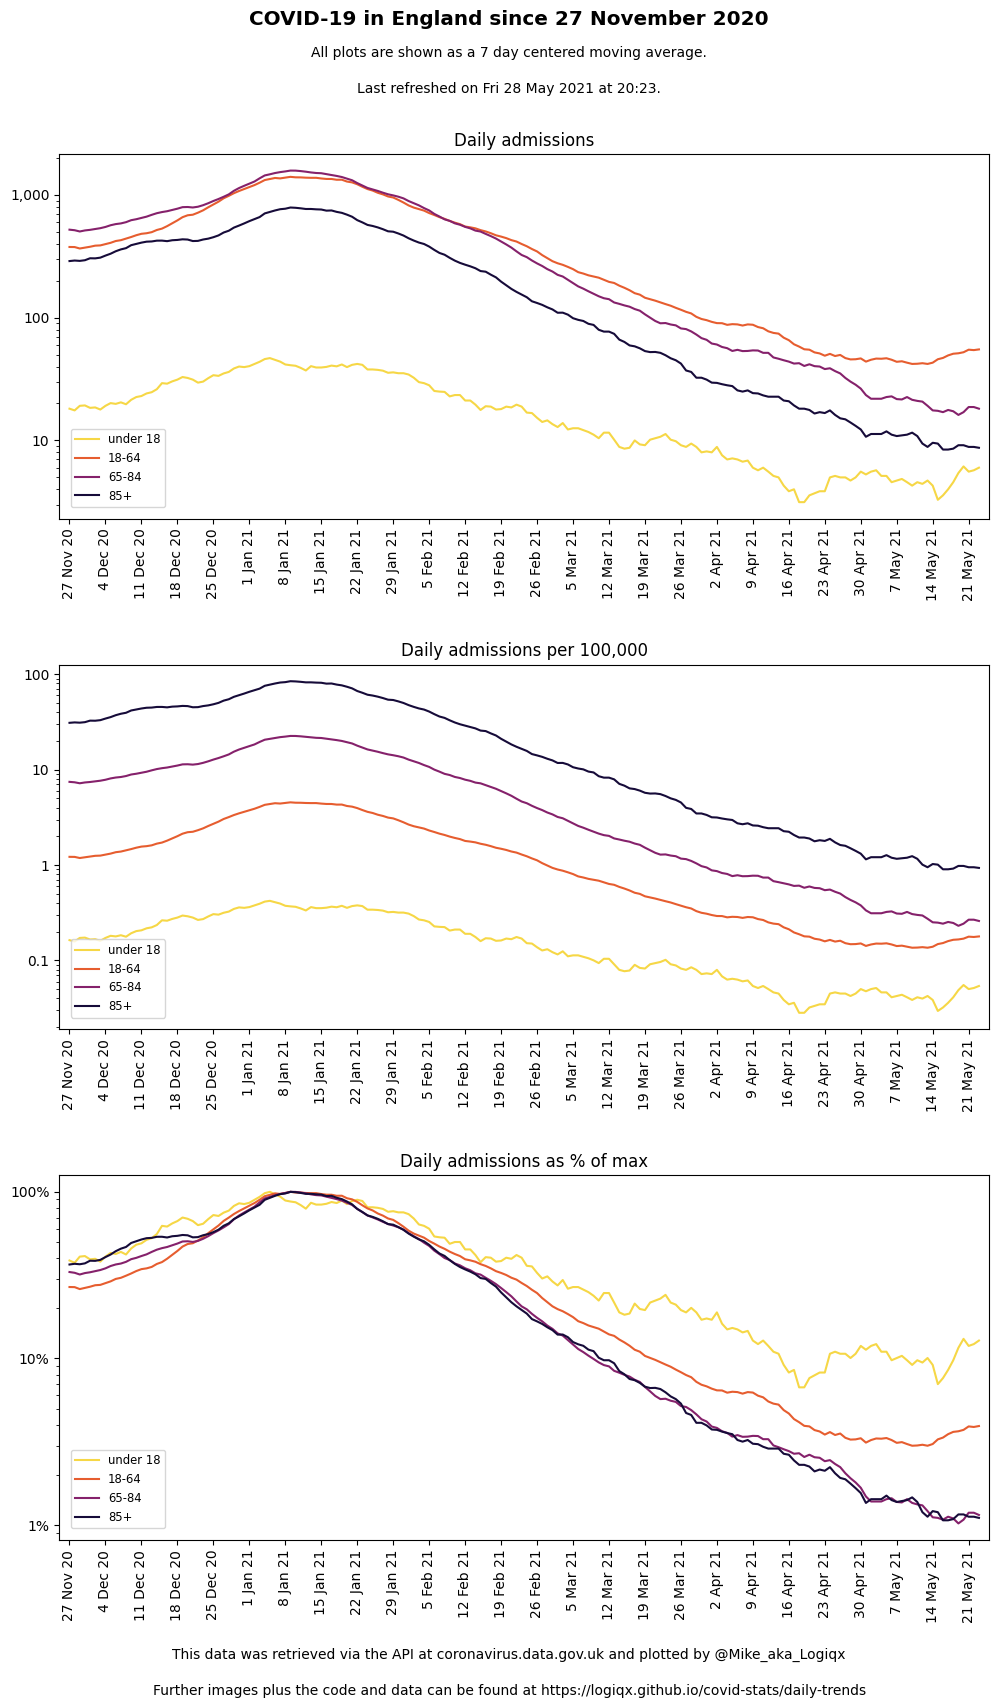 COVID-19 in England since 27 November 2020
All plots are shown as a 7 day centered moving average.
Last refreshed on Fri 28 May 2021 at 20:23.
Daily admissions
1,000
100
10
under 18
18-64
65-84
85+
27 Nov 20
4 Dec 20
11 Dec 20
18 Dec 20
25 Dec 20
1 Jan 21
8 Jan 21
15 Jan 21
22 Jan 21
29 Jan 21
5 Feb 21
12 Feb 21
19 Feb 21
26 Feb 21
5 Mar 21
12 Mar 21
19 Mar 21
26 Mar 21
2 Apr 21
9 Apr 21
16 Apr 21
23 Apr 21
30 Apr 21
7 May 21
14 May 21
21 May 21
Daily admissions per 100,000
100
10
1
0.1
under 18
18-64
65-84
85+
27 Nov 20
4 Dec 20
11 Dec 20
18 Dec 20
25 Dec 20
1 Jan 21
8 Jan 21
15 Jan 21
22 Jan 21
29 Jan 21
5 Feb 21
12 Feb 21
19 Feb 21
26 Feb 21
5 Mar 21
12 Mar 21
19 Mar 21
26 Mar 21
2 Apr 21
9 Apr 21
16 Apr 21
23 Apr 21
30 Apr 21
7 May 21
14 May 21
21 May 21
Daily admissions as % of max
100%
10%
1%
under 18
18-64
65-84
85+
27 Nov 20
4 Dec 20
11 Dec 20
18 Dec 20
25 Dec 20
1 Jan 21
8 Jan 21
15 Jan 21
22 Jan 21
29 Jan 21
5 Feb 21
12 Feb 21
19 Feb 21
26 Feb 21
5 Mar 21
12 Mar 21
19 Mar 21
26 Mar 21
2 Apr 21
9 Apr 21
16 Apr 21
23 Apr 21
30 Apr 21
7 May 21
14 May 21
21 May 21
This data was retrieved via the API at coronavirus.data.gov.uk and plotted by @Mike_aka_Logiqx
Further images plus the code and data can be found at https://logiqx.github.io/covid-stats/daily-trends